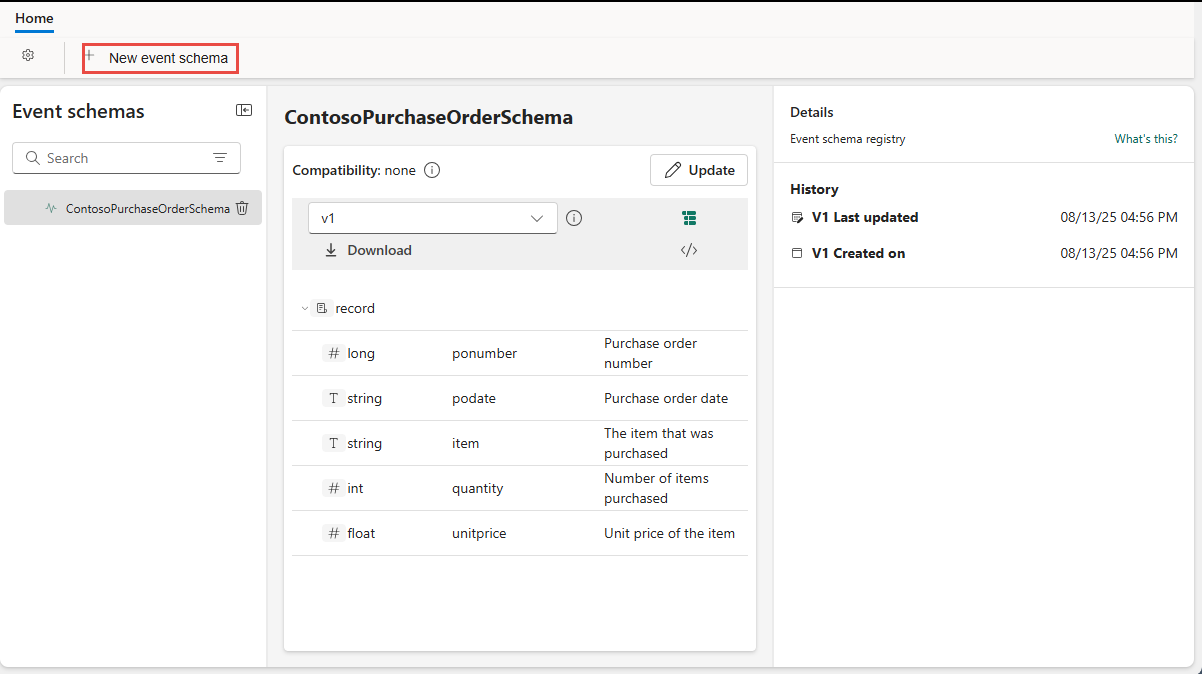 Home
New event schema
Event schemas
Search
ContosoPurchaseOrderSchema
ContosoPurchaseOrderSchema
Compatibility: none
Update
v1
Download
record
long ponumber Purchase order
number
string podate Purchase order date
string item The item that was
purchased
int quantity Number of items
purchased
float unitprice Unit price of the item
Details
Event schema registry What's this?
History
V1 Last updated 08/13/25 04:56 PM
V1 Created on 08/13/25 04:56 PM